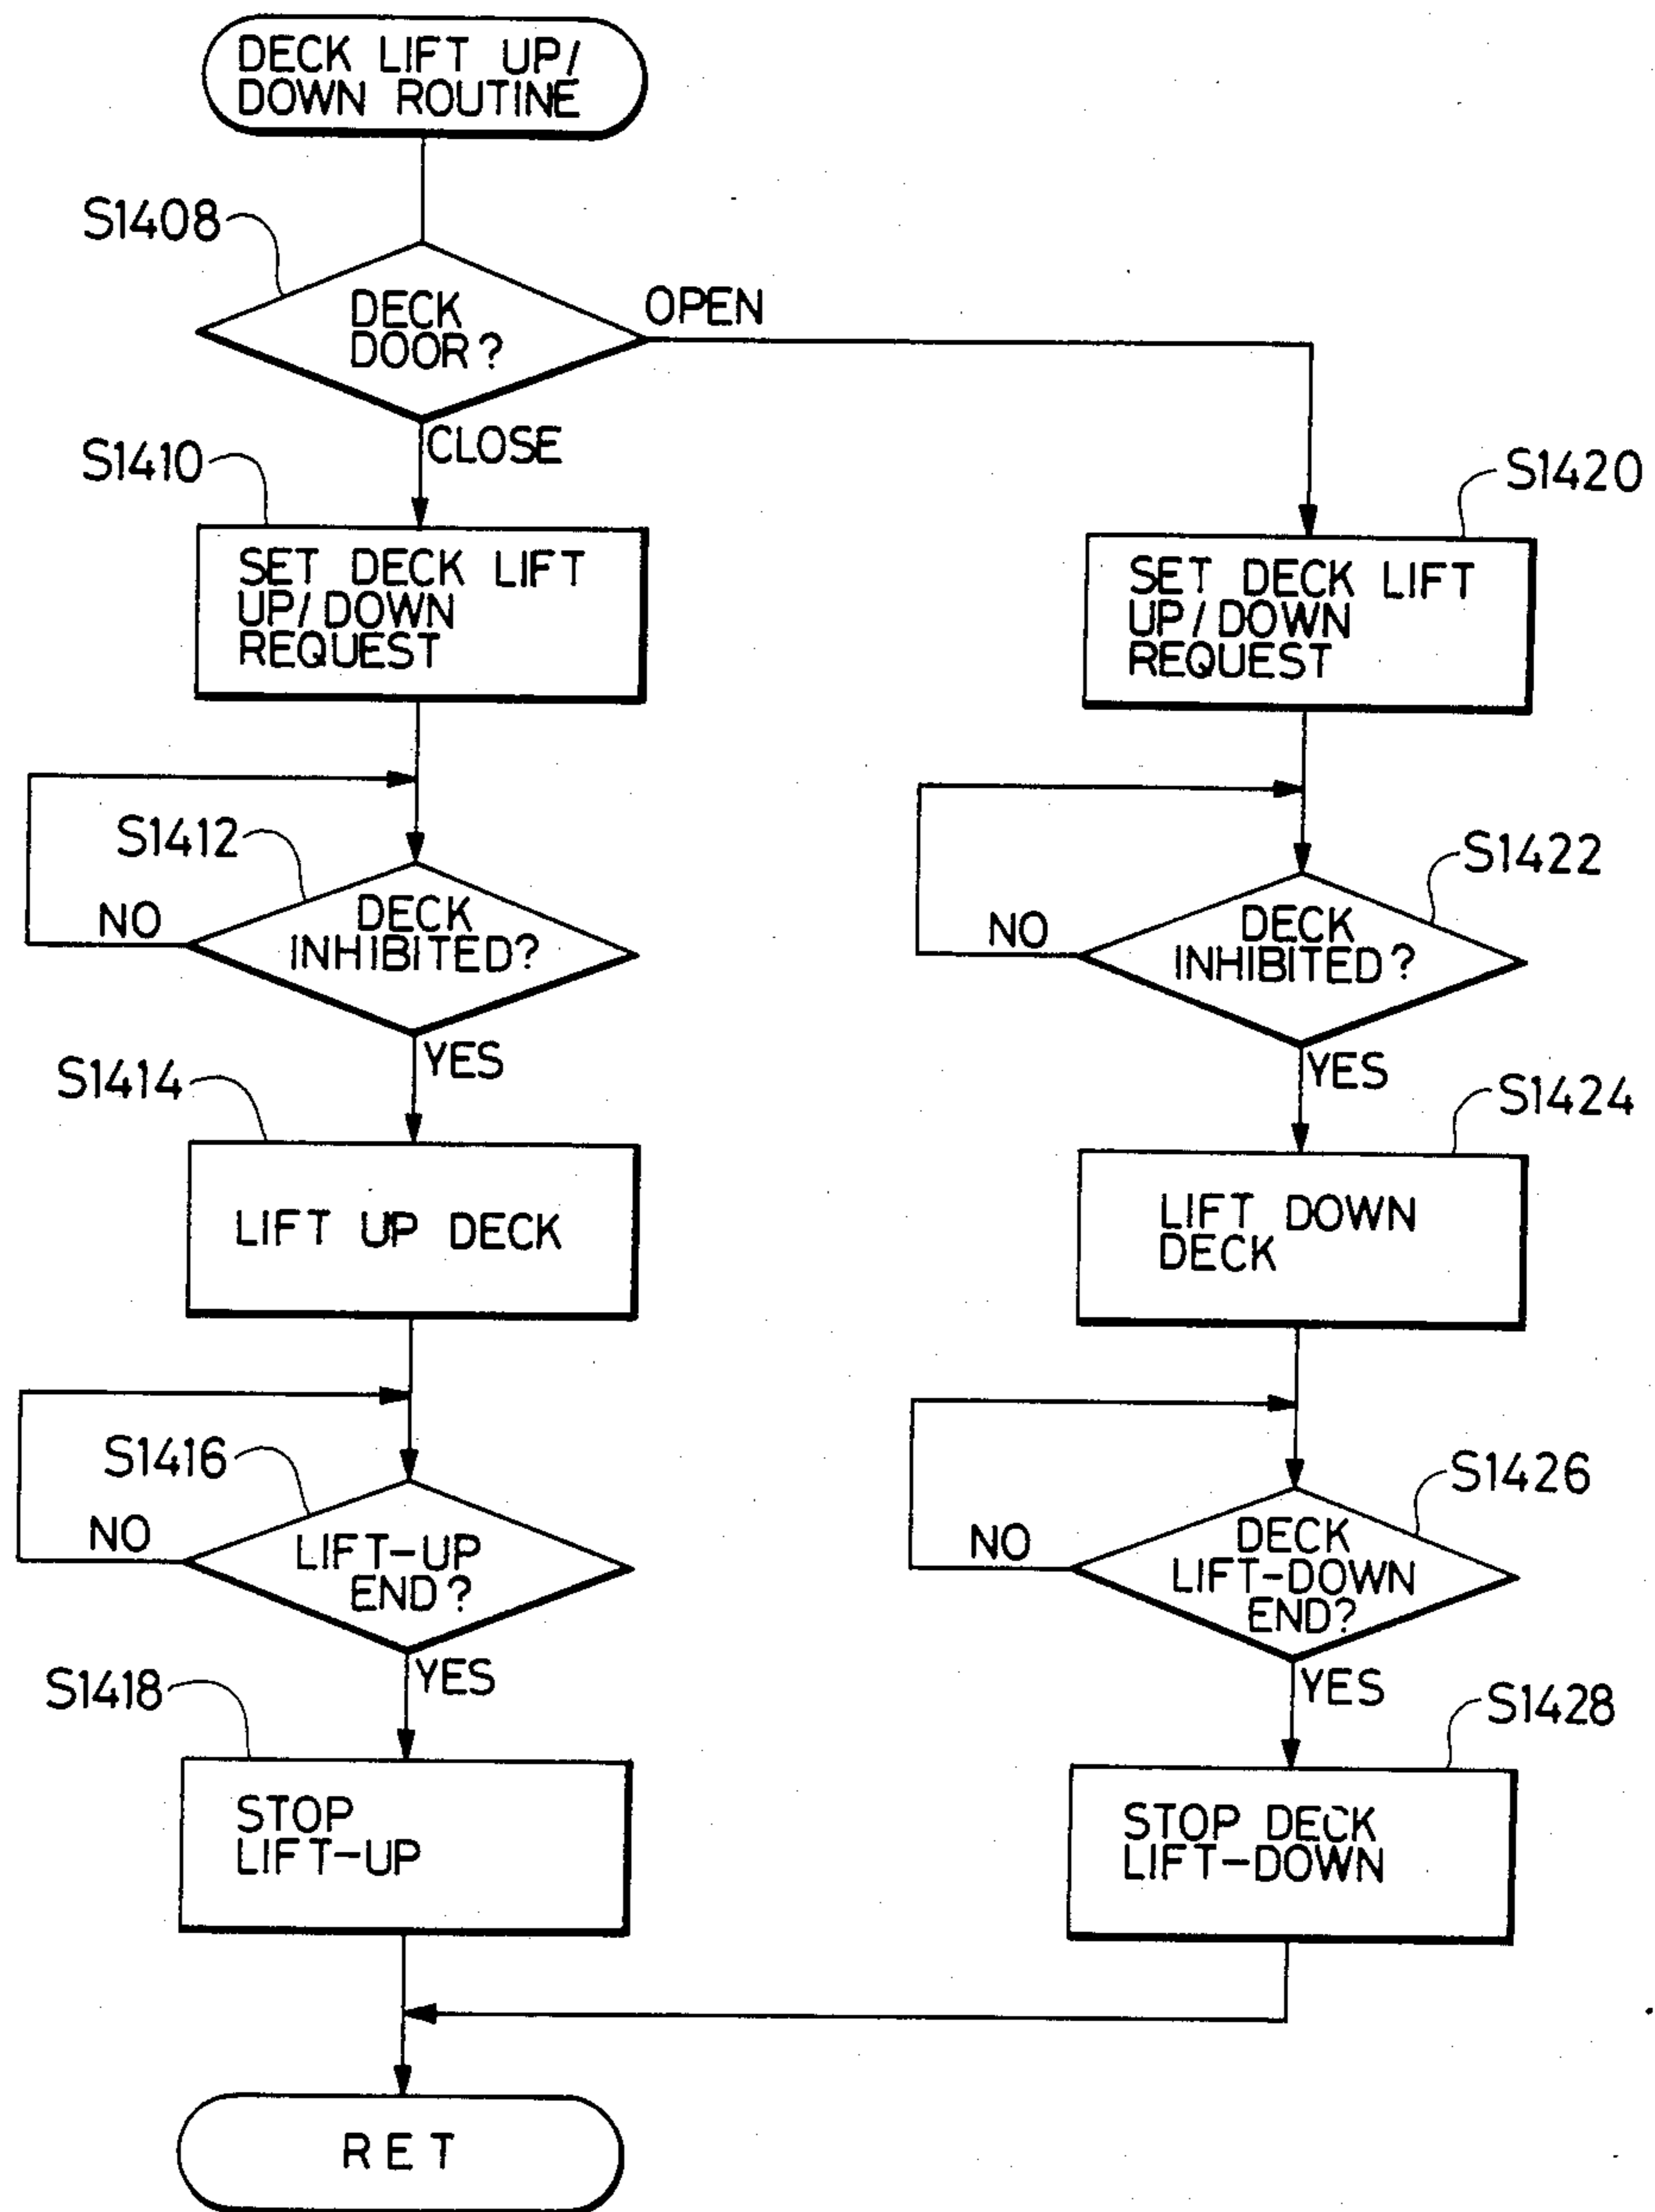 DECK LIFT UP/
DOWN ROUTINE
S1408
DECK
DOOR?
OPEN
CLOSE
S1410
SET DECK LIFT
UP/DOWN
REQUEST
S1412
DECK
INHIBITED?
NO
YES
S1414
LIFT UP DECK
S1416
LIFT-UP
END?
NO
YES
S1418
STOP
LIFT-UP
S1420
SET DECK LIFT
UP/DOWN
REQUEST
S1422
DECK
INHIBITED?
NO
YES
S1424
LIFT DOWN
DECK
S1426
DECK
LIFT-DOWN
END?
NO
YES
S1428
STOP DECK
LIFT-DOWN
RET